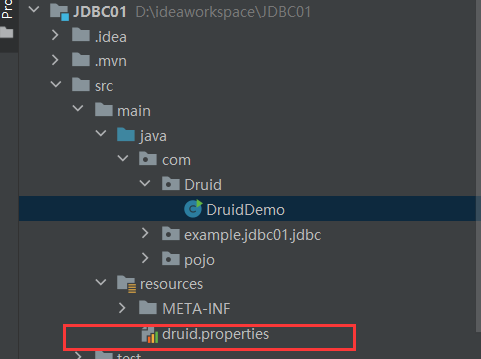 Pro
JDBC01 D:\ideaworkspace\JDBC01
.idea
.mvn
src
main
java
com
Druid
DruidDemo
example.jdbc01.jdbc
pojo
resources
META-INF
druid.properties
test